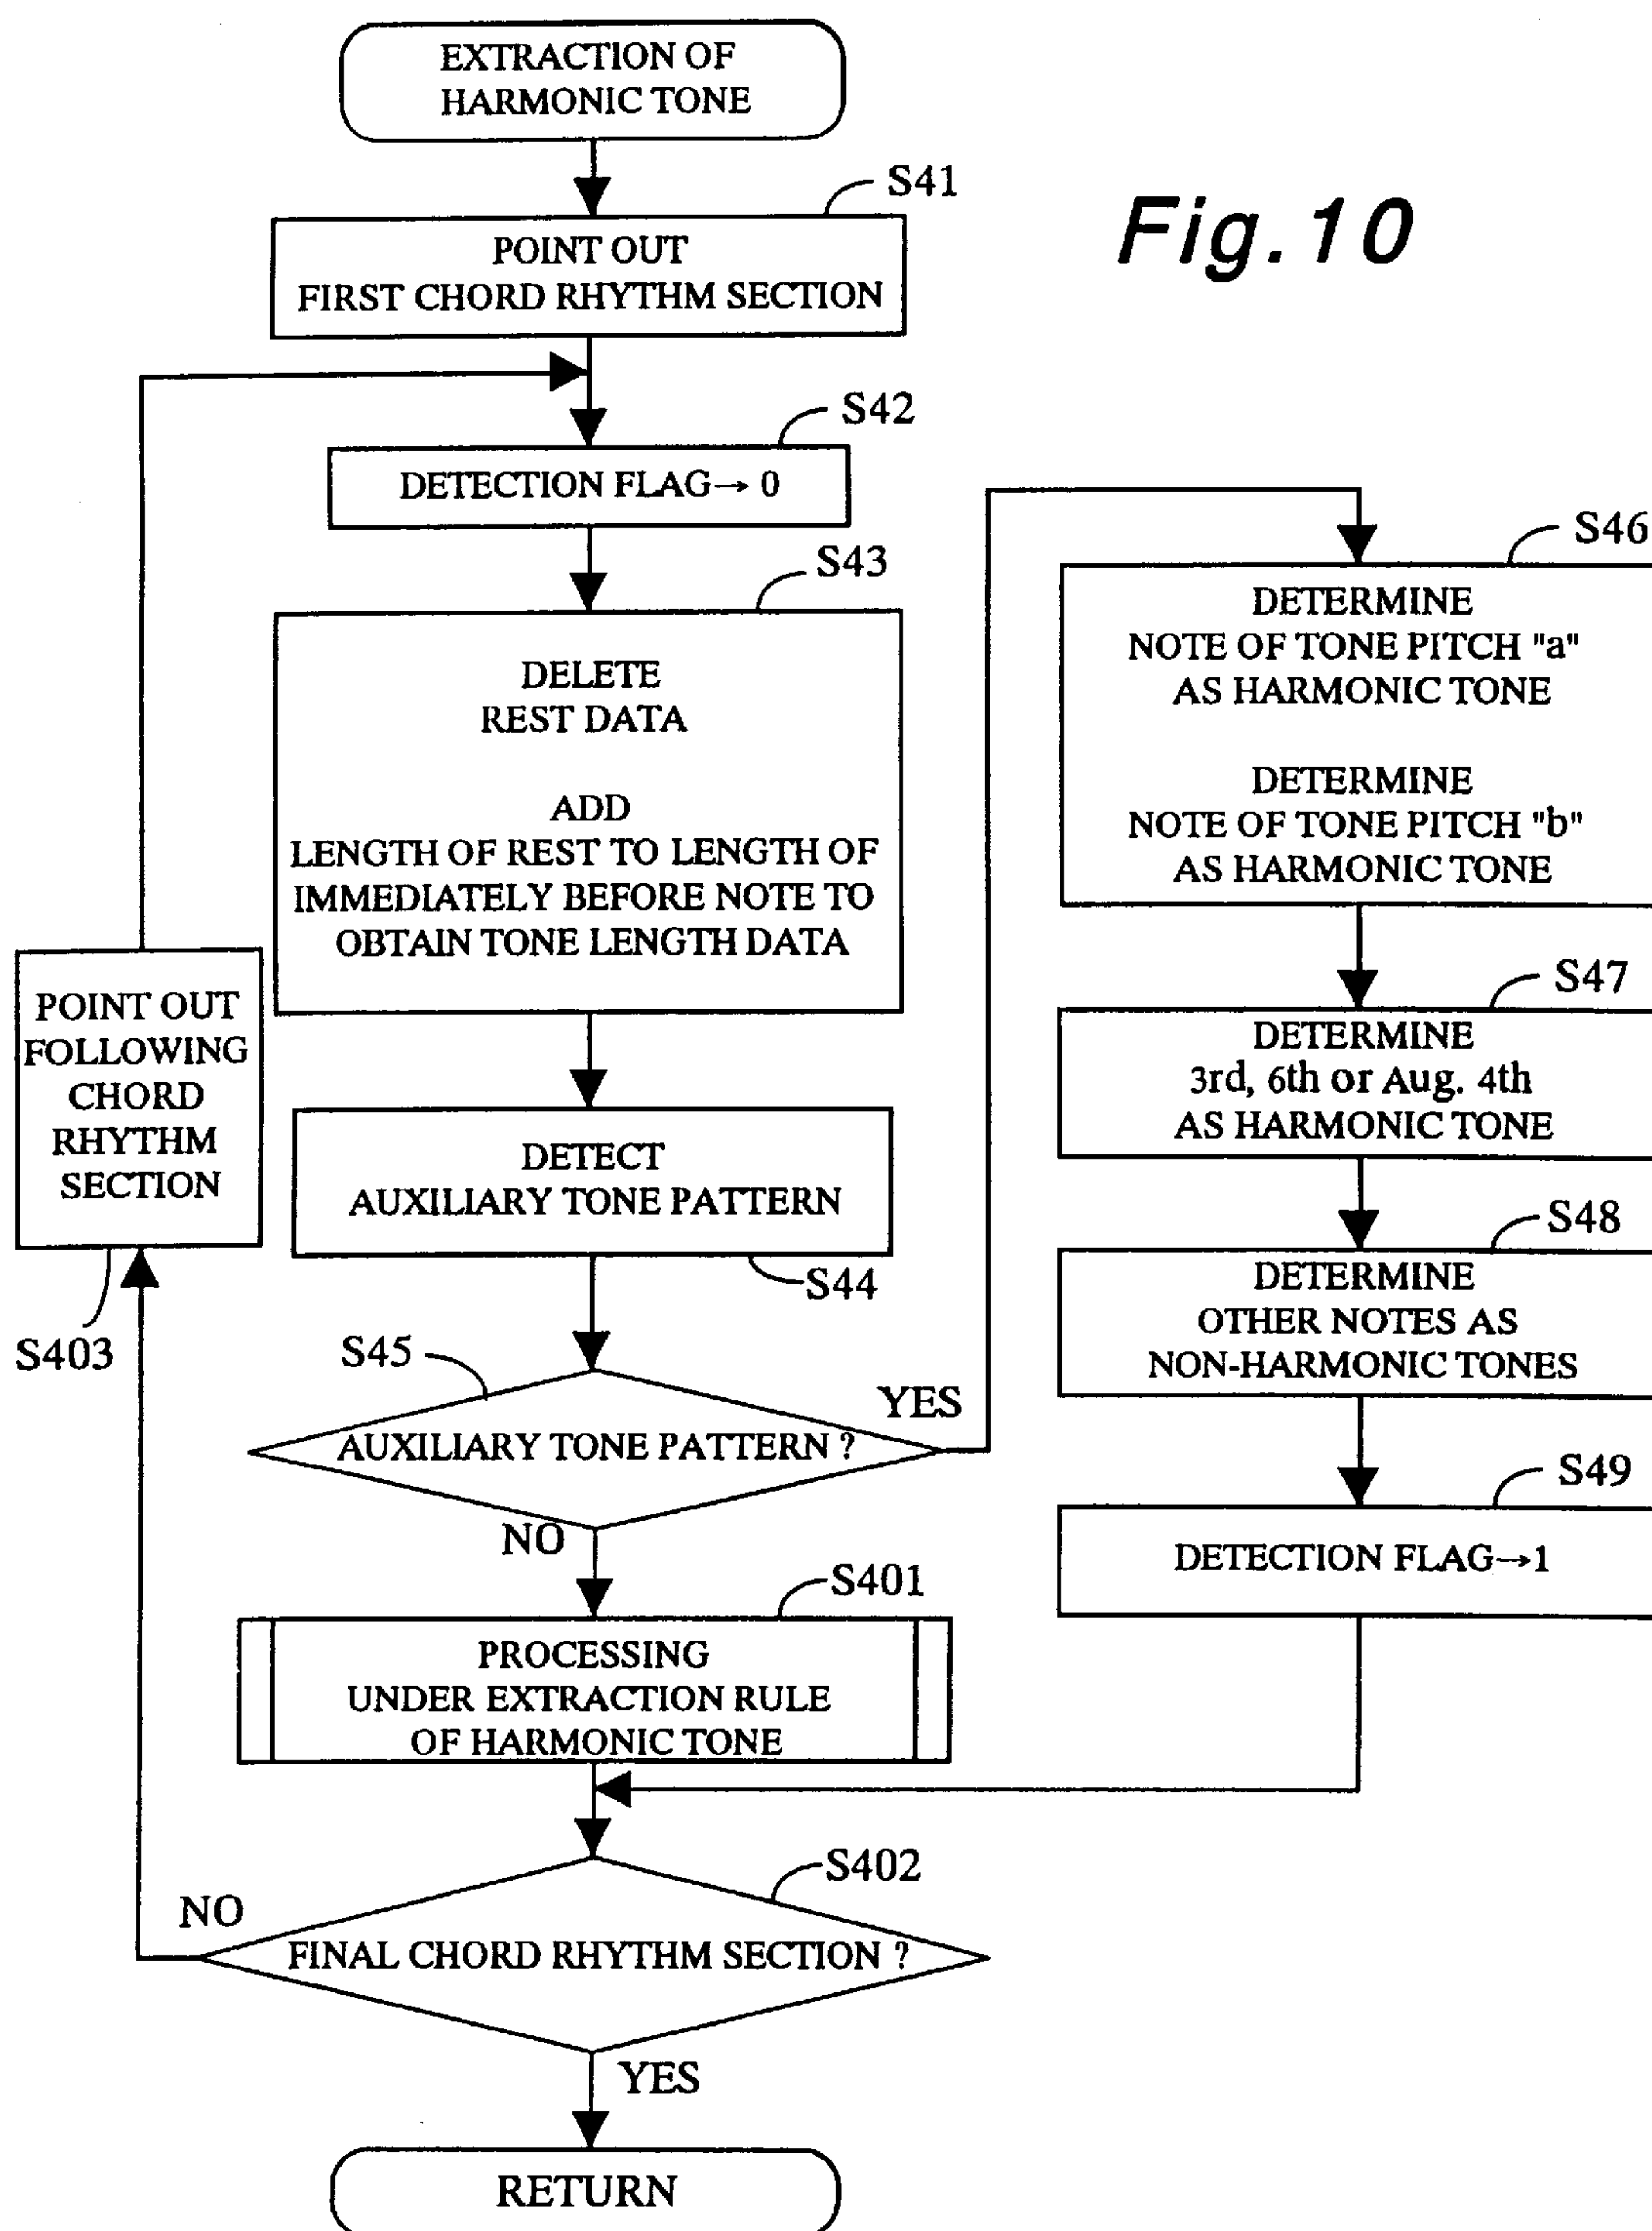 EXTRACTION OF
HARMONIC TONE
Fig.10
S41
POINT OUT
FIRST CHORD RHYTHM SECTION
S42
DETECTION FLAG→ 0
S43
DELETE
REST DATA
ADD
LENGTH OF REST TO LENGTH OF
IMMEDIATELY BEFORE NOTE TO
OBTAIN TONE LENGTH DATA
DETECT
AUXILIARY TONE PATTERN
S44
S45
AUXILIARY TONE PATTERN ?
YES
NO
S46
DETERMINE
NOTE OF TONE PITCH "a"
AS HARMONIC TONE
DETERMINE
NOTE OF TONE PITCH "b"
AS HARMONIC TONE
S47
DETERMINE
3rd, 6th or Aug. 4th
AS HARMONIC TONE
S48
DETERMINE
OTHER NOTES AS
NON-HARMONIC TONES
S49
DETECTION FLAG→1
S401
PROCESSING
UNDER EXTRACTION RULE
OF HARMONIC TONE
S402
FINAL CHORD RHYTHM SECTION ?
NO
YES
POINT OUT
FOLLOWING
CHORD
RHYTHM
SECTION
S403
RETURN